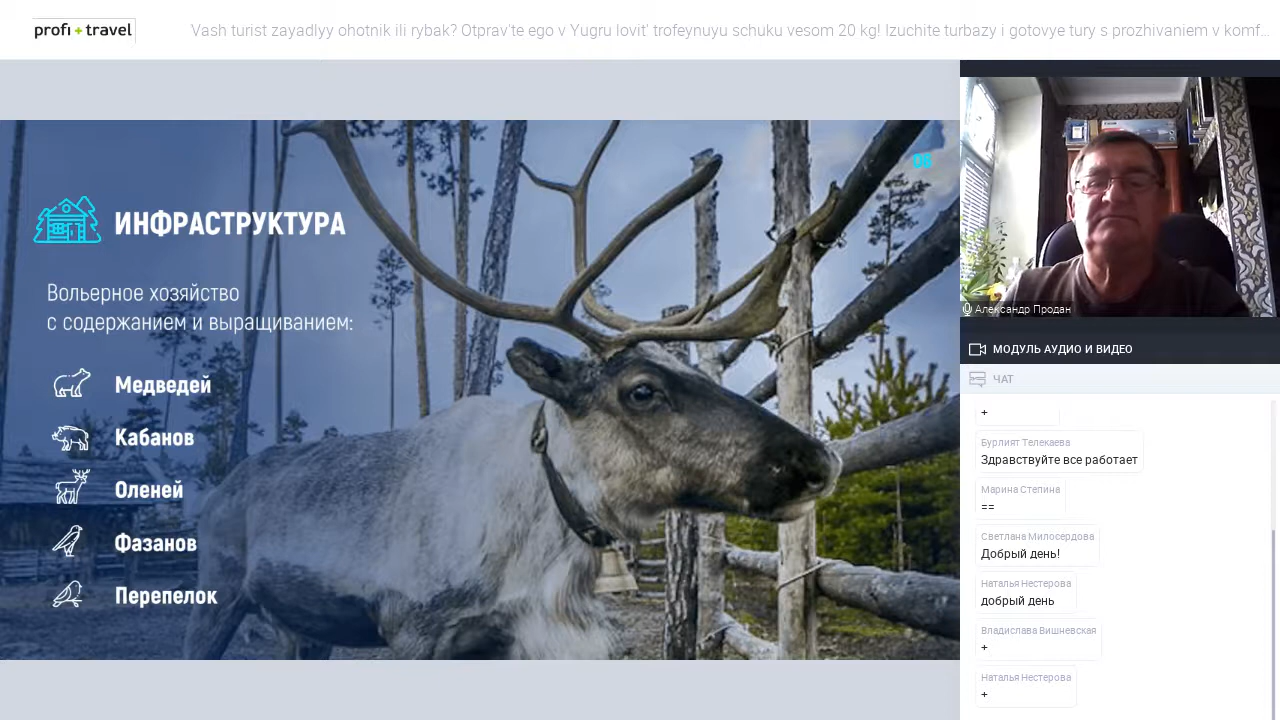 profi + travel
Vash turist zayadlyy ohotnik ili rybak? Otprav'te ego v Yugru lovit' trofeynuyu schuku vesom 20 kg! Izuchite turbazy i gotovye tury s prozhivaniem v komf...
06
ИНФРАСТРУКТУРА
Вольерное хозяйство
с содержанием и выращиванием:
Медведей
Кабанов
Оленей
Фазанов
Перепелок
Александр Продан
МОДУЛЬ АУДИО И ВИДЕО
ЧАТ
+
Бурлият Телекаева
Здравствуйте все работает
Марина Степина
==
Светлана Милосердова
Добрый день!
Наталья Нестерова
добрый день
Владислава Вишневская
+
Наталья Нестерова
+